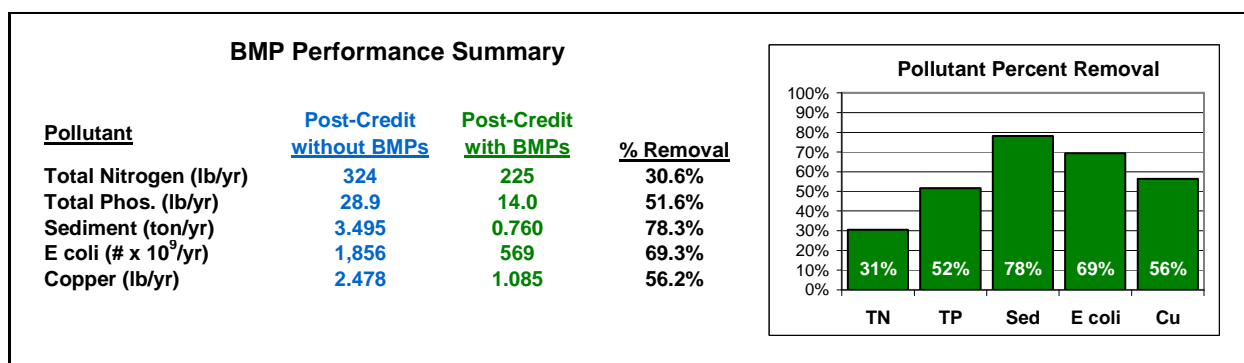 BMP Performance Summary
Pollutant Post-Credit without BMPs Post-Credit with BMPs % Removal
Total Nitrogen (lb/yr) 324 225 30.6%
Total Phos. (lb/yr) 28.9 14.0 51.6%
Sediment (ton/yr) 3.495 0.760 78.3%
E coli (# x 10⁹/yr) 1,856 569 69.3%
Copper (lb/yr) 2.478 1.085 56.2%
Pollutant Percent Removal
100%
90%
80%
70%
60%
50%
40%
30%
20%
10%
0%
31% 52% 78% 69% 56%
TN TP Sed E coli Cu